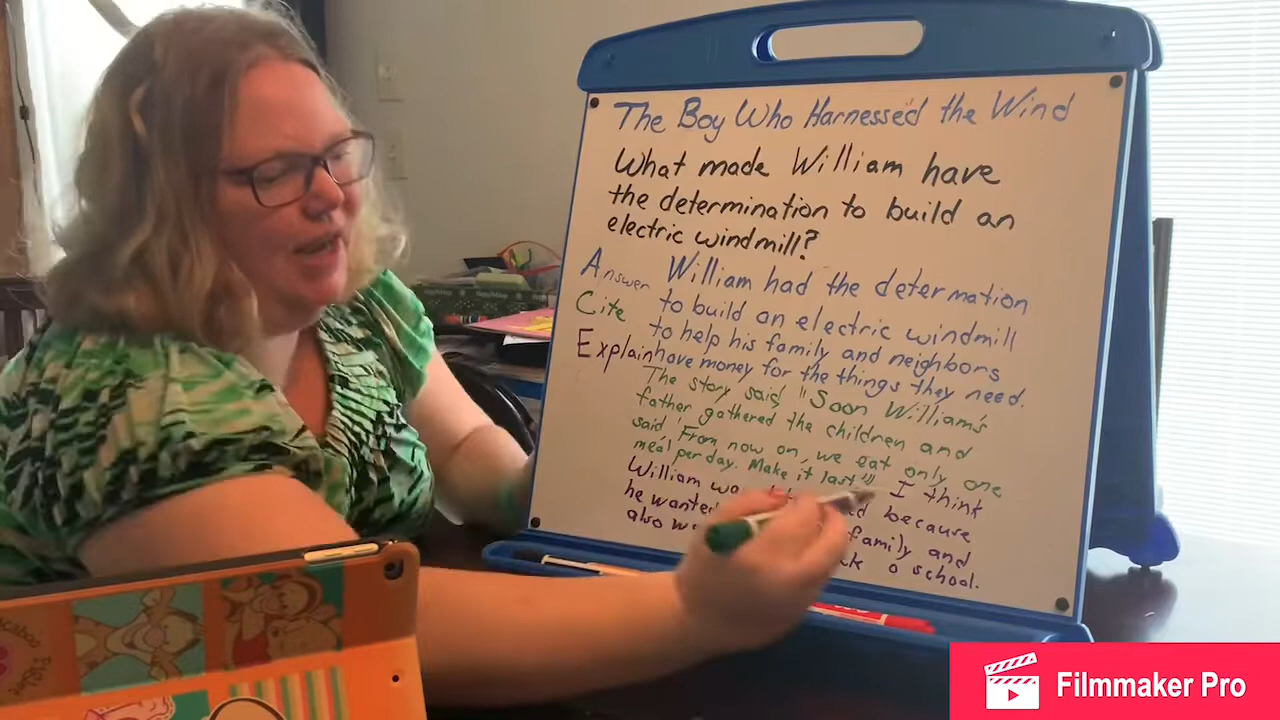 The Boy Who Harnessed the Wind
What made William have
the determination to build an
electric windmill?
Answer William had the determation
Cite to build an electric windmill
to help his family and neighbors
Explain have money for the things they need.
The story said, "Soon William's
father gathered the children and
said 'From now on, we eat only one
meal per day. Make it last'" I think
William because
he wanted family and
also school.
Filmmaker Pro